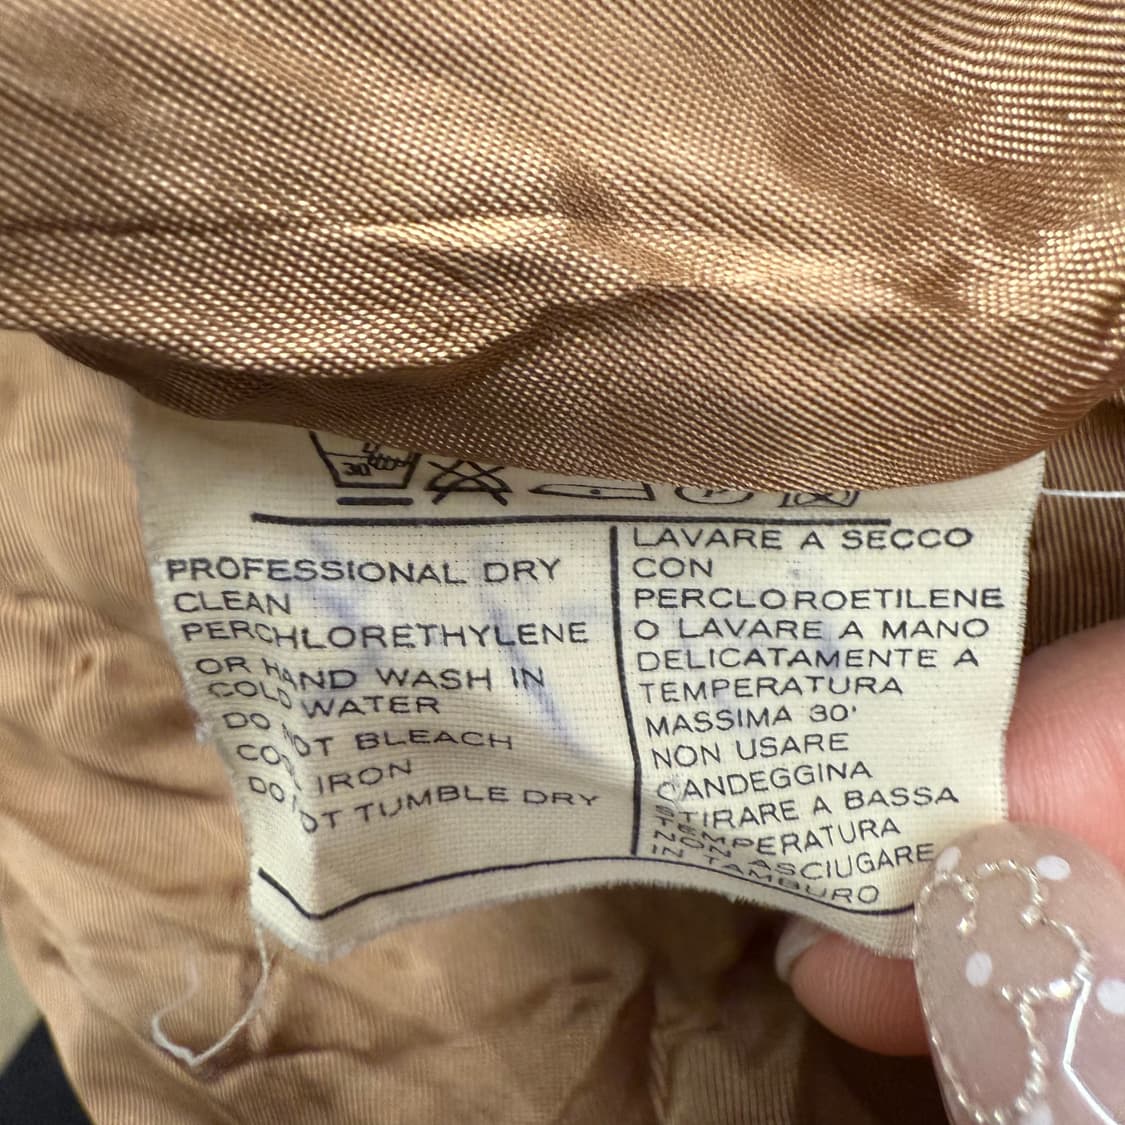 30
P
PROFESSIONAL DRY
CLEAN
PERCHLORETHYLENE
OR HAND WASH IN
COLD WATER
DO NOT BLEACH
COOL IRON
DO NOT TUMBLE DRY
LAVARE A SECCO
CON
PERCLOROETILENE
O LAVARE A MANO
DELICATAMENTE A
TEMPERATURA
MASSIMA 30'
NON USARE
CANDEGGINA
STIRARE A BASSA
TEMPERATURA
NON ASCIUGARE
IN TAMBURO